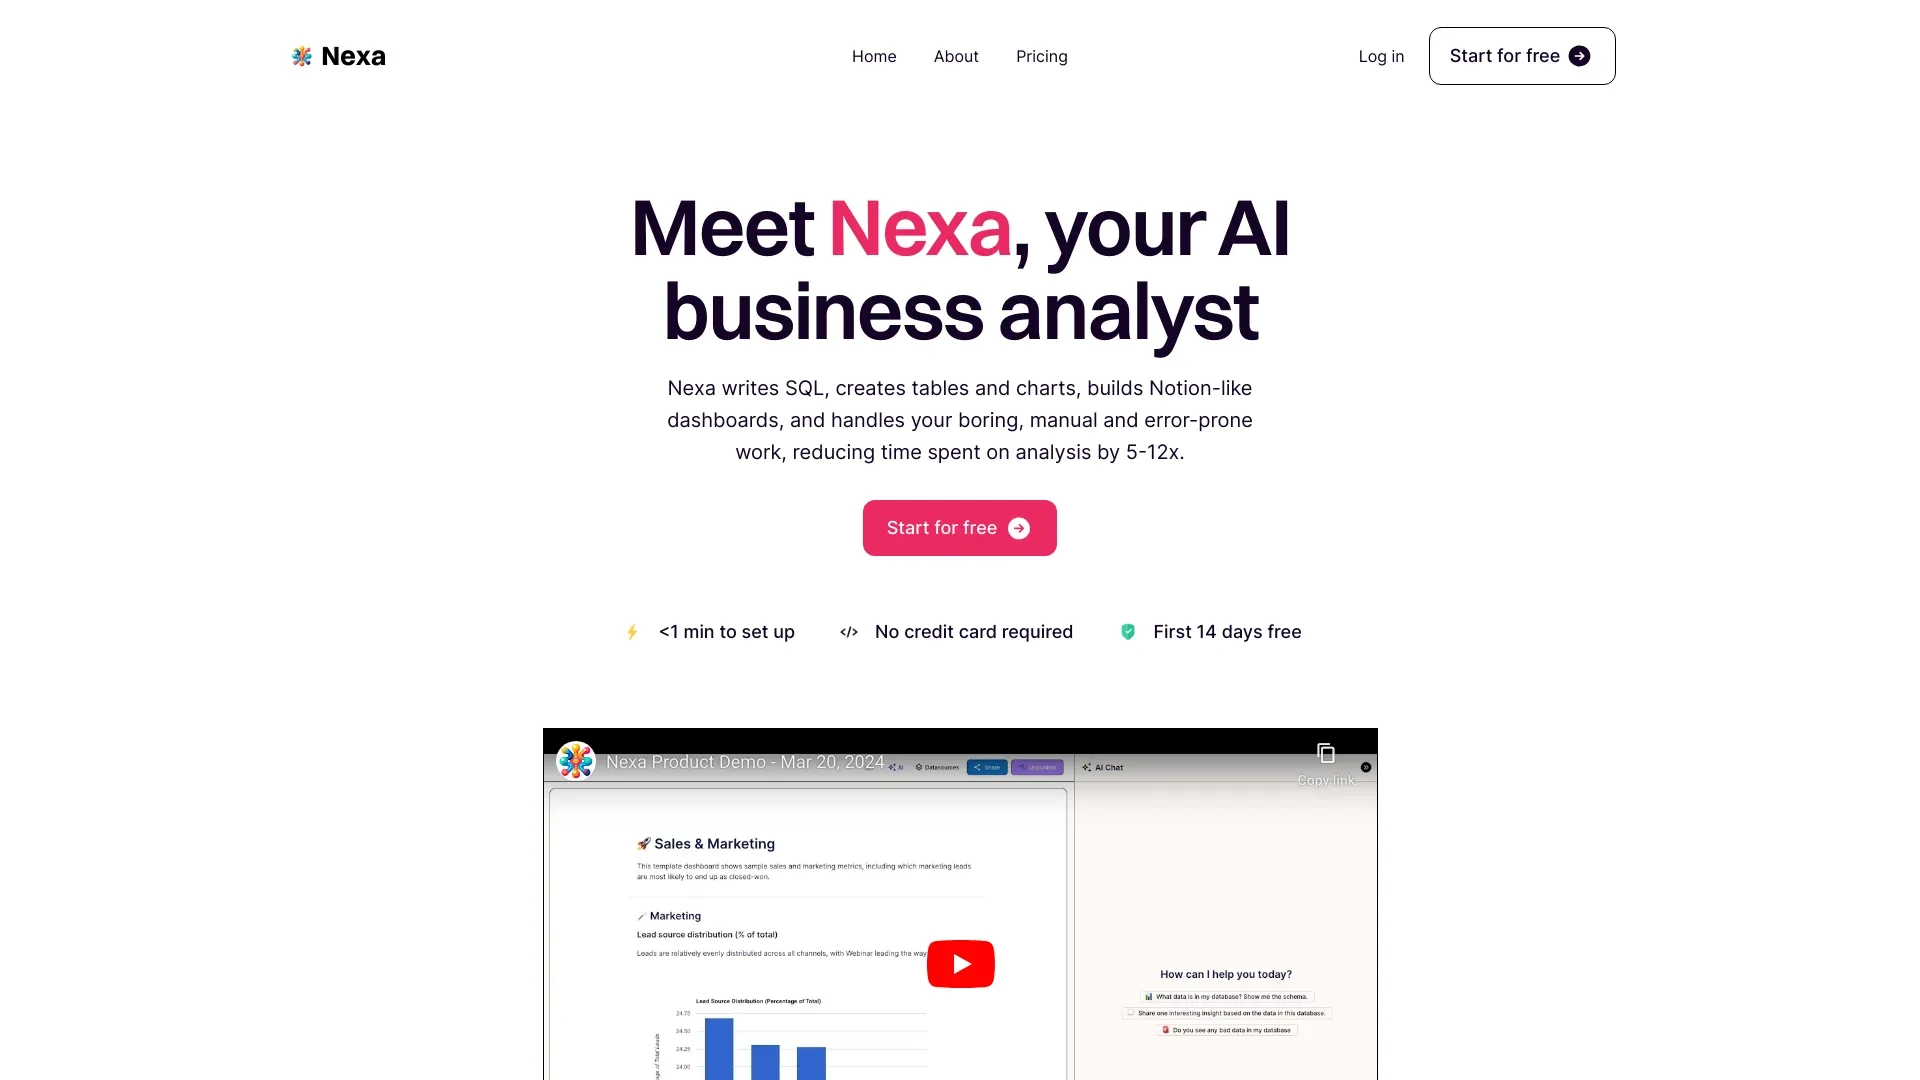 Nexa
Home
About
Pricing
Log in
Start for free
Meet Nexa, your AI
business analyst
Nexa writes SQL, creates tables and charts, builds Notion-like
dashboards, and handles your boring, manual and error-prone
work, reducing time spent on analysis by 5-12x.
Start for free
<1 min to set up
</> No credit card required
First 14 days free
Nexa Product Demo - Mar 20, 2024
AI
Datasources
Share
Unpublish
AI Chat
Copy link
🚀 Sales & Marketing
This template dashboard shows sample sales and marketing metrics, including which marketing leads
are most likely to end up as closed-won.
Marketing
Lead source distribution (% of total)
Leads are relatively evenly distributed across all channels, with Webinar leading the way
Lead Source Distribution (Percentage of Total)
24.75
24.50
24.25
24.00
of Total Leads
How can I help you today?
What data is in my database? Show me the schema.
Share one interesting insight based on the data in this database.
Do you see any bad data in my database